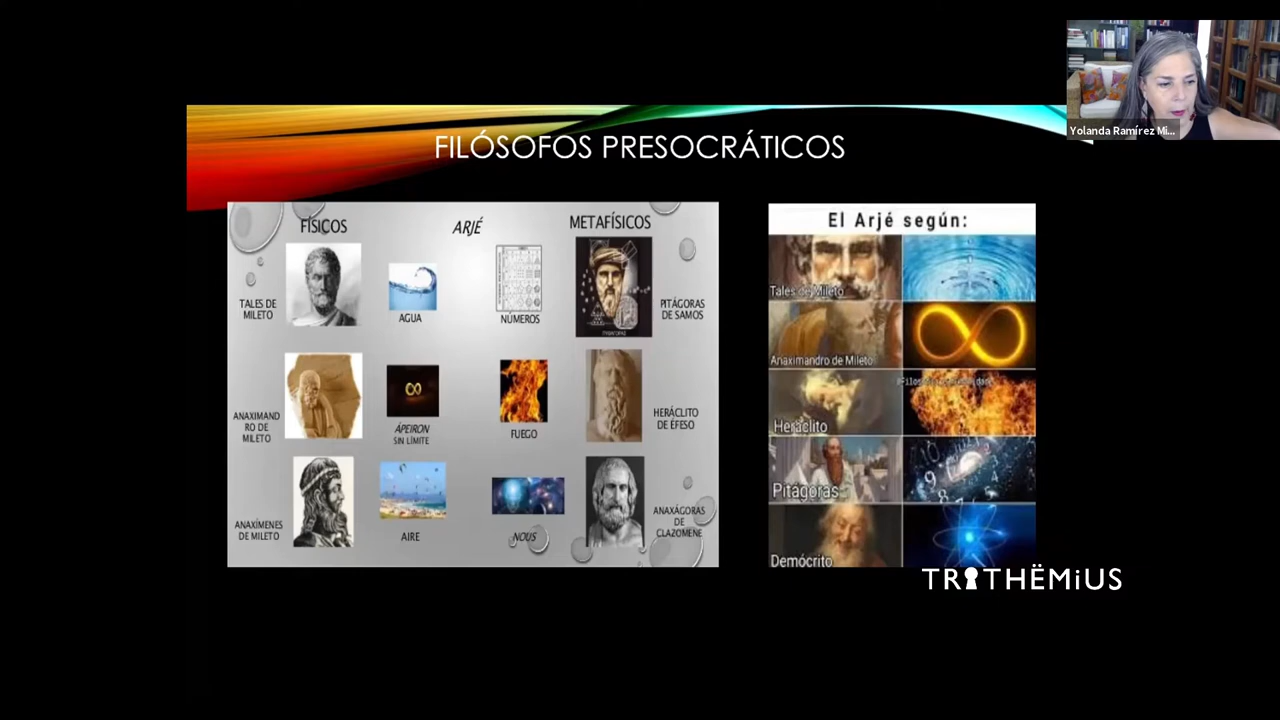 Yolanda Ramírez Mi...
FILÓSOFOS PRESOCRÁTICOS
FÍSICOS
ARJÉ
METAFÍSICOS
TALES DE
MILETO
AGUA
NÚMEROS
PITÁGORAS
DE SAMOS
ANAXIMAND
RO DE
MILETO
ÁPEIRON
SIN LÍMITE
FUEGO
HERÁCLITO
DE ÉFESO
ANAXÍMENES
DE MILETO
AIRE
NOUS
ANAXÁGORAS
DE
CLAZOMENE
El Arjé según:
Tales de Mileto
Anaximandro de Mileto
Heráclito
Pitágoras
Demócrito
TRITHËMiUS